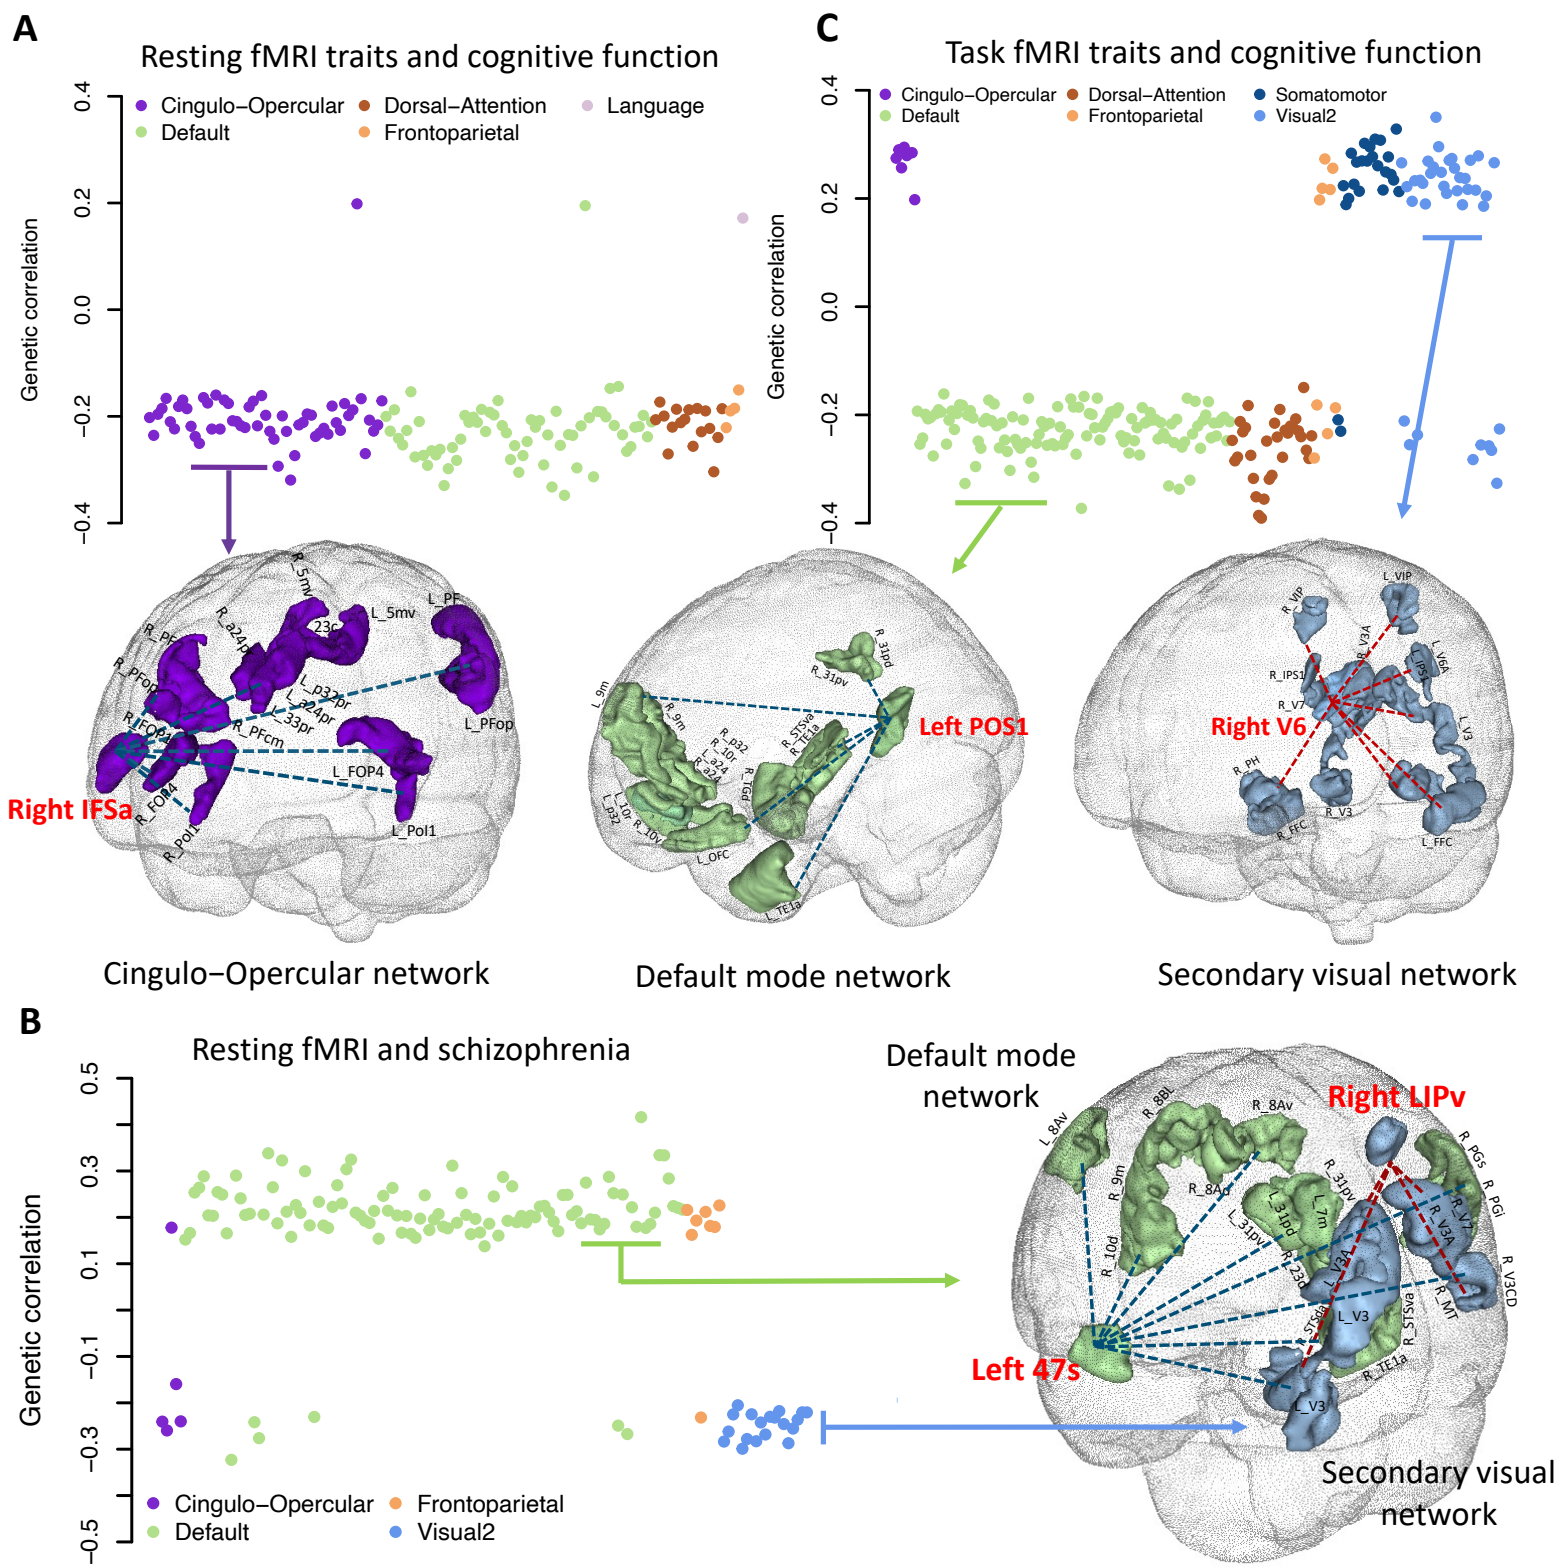 A
Resting fMRI traits and cognitive function
Cingulo−Opercular
Dorsal−Attention
Language
Default
Frontoparietal
Genetic correlation
0.4
0.2
0.0
−0.2
−0.4
C
Task fMRI traits and cognitive function
Cingulo−Opercular
Dorsal−Attention
Somatomotor
Default
Frontoparietal
Visual2
Genetic correlation
0.4
0.2
0.0
−0.2
−0.4
R_5mv
L_5mv
L_PF
23c
R_a24pr
R_PF
R_PFop
L_p32pr
L_a24pr
L_33pr
R_PFcm
R_FOP1
L_PFop
L_FOP4
R_FOP4
Right IFSa
R_PoI1
L_PoI1
Cingulo−Opercular network
R_31pd
R_31pv
L_9m
R_9m
R_STSva
R_TE1a
Left POS1
R_p32
R_10r
L_a24
R_a24
R_TGd
L_10r
L_p32
R_10v
L_OFC
L_TE1a
Default mode network
L_VIP
R_VIP
R_V3A
L_V6A
L_IPS1
R_IPS1
R_V7
Right V6
L_V3
R_PH
R_V3
R_FFC
L_FFC
Secondary visual network
B
Resting fMRI and schizophrenia
Genetic correlation
0.5
0.3
0.1
−0.1
−0.3
−0.5
Cingulo−Opercular
Frontoparietal
Default
Visual2
Default mode
network
Right LIPv
L_8Av
R_8BL
R_8Av
R_PGs
R_9m
R_8Ad
R_31pv
R_PGi
L_31pd
L_7m
R_V7
L_31pv
R_V3A
R_10d
R_23d
L_V3A
R_V3CD
R_MT
L_V3
R_STSda
R_STSva
Left 47s
R_TE1a
L_V3
Secondary visual
network